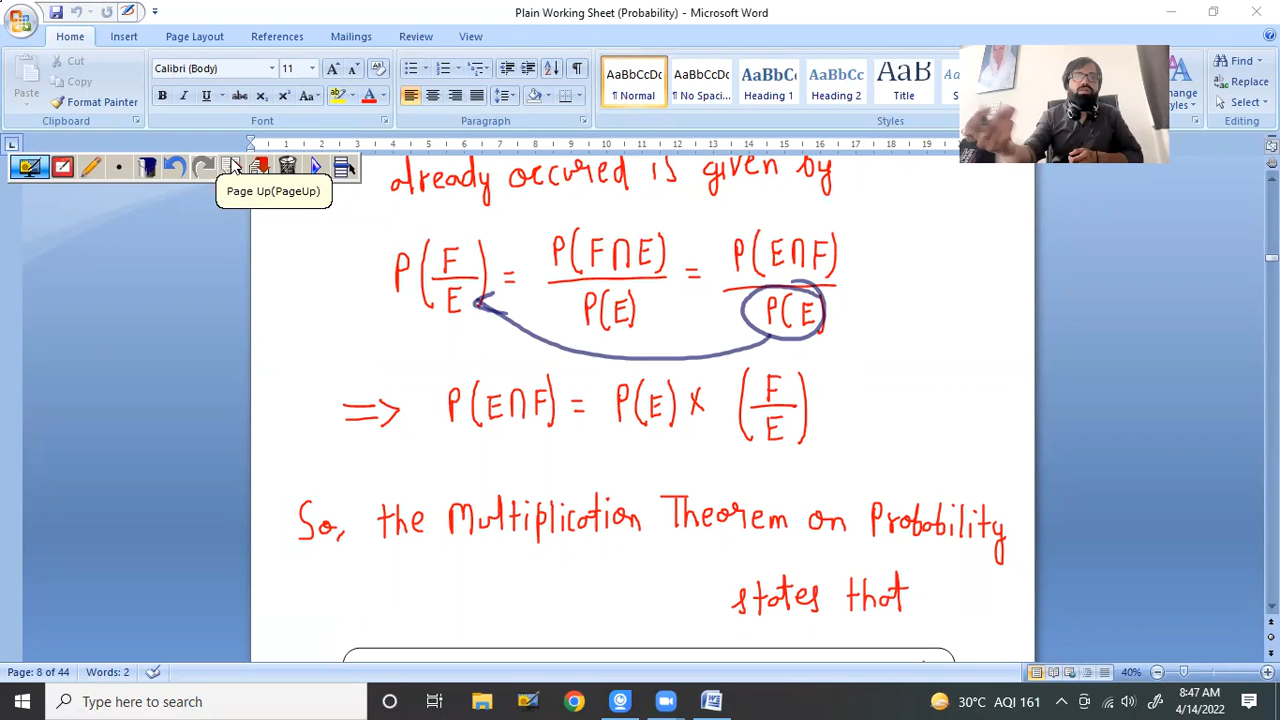 Plain Working Sheet (Probability) - Microsoft Word
Home Insert Page Layout References Mailings Review View
Cut
Copy
Paste
Format Painter
Clipboard
Calibri (Body) 11
Font
Paragraph
AaBbCcDc AaBbCcDc AaBbC AaBbCc AaB
¶ Normal ¶ No Spaci... Heading 1 Heading 2 Title
Styles
Find
Replace
Select
Editing
Page Up(PageUp)
already occured is given by
P(F/E) = P(F∩E)/P(E) = P(E∩F)/P(E)
⇒ P(E∩F) = P(E) × (F/E)
So, the Multiplication Theorem on Probability
states that
Page: 8 of 44 Words: 2 40%
Type here to search
30°C AQI 161
8:47 AM
4/14/2022